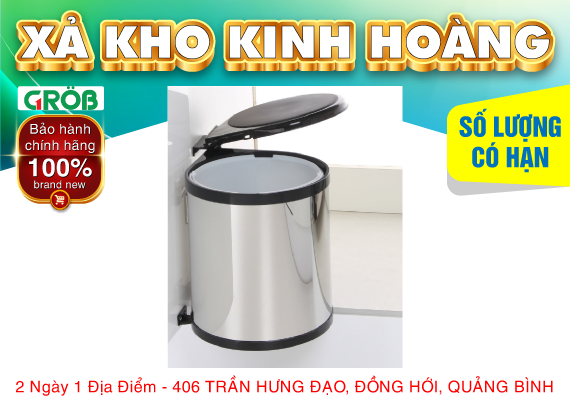 XẢ KHO KINH HOÀNG
GRÖẞ
Bảo hành
chính hãng
100%
brand new
SỐ LƯỢNG
CÓ HẠN
2 Ngày 1 Địa Điểm - 406 TRẦN HƯNG ĐẠO, ĐỒNG HỚI, QUẢNG BÌNH